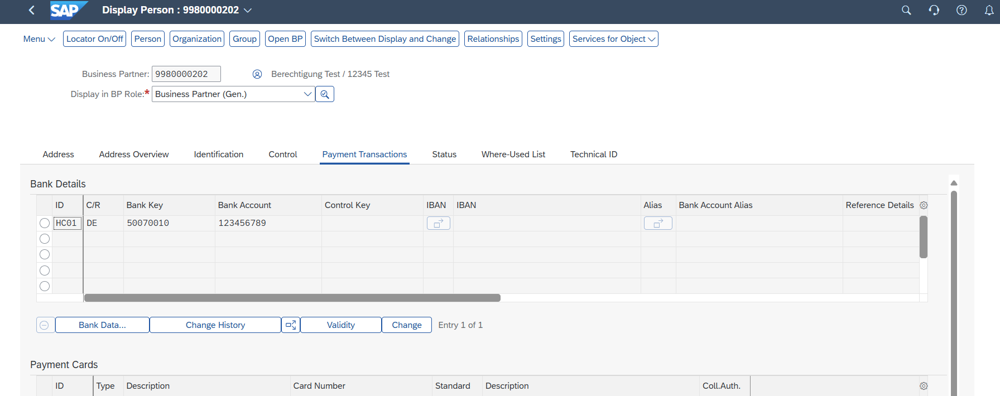 SAP Display Person : 9980000202
Menu Locator On/Off Person Organization Group Open BP Switch Between Display and Change Relationships Settings Services for Object
Business Partner: 9980000202 Berechtigung Test / 12345 Test
Display in BP Role:* Business Partner (Gen.)
Address Address Overview Identification Control Payment Transactions Status Where-Used List Technical ID
Bank Details
ID C/R Bank Key Bank Account Control Key IBAN IBAN Alias Bank Account Alias Reference Details
HC01 DE 50070010 123456789
Bank Data... Change History Validity Change Entry 1 of 1
Payment Cards
ID Type Description Card Number Standard Description Coll.Auth.